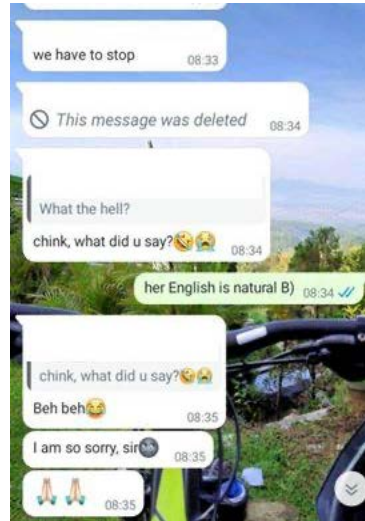 we have to stop 08:33
This message was deleted 08:34
What the hell?
chink, what did u say?🤪😭 08:34
her English is natural B) 08:34
chink, what did u say?🤪😭
Beh beh😂 08:35
I am so sorry, sir🌚 08:35
🙏🏻🙏🏻 08:35